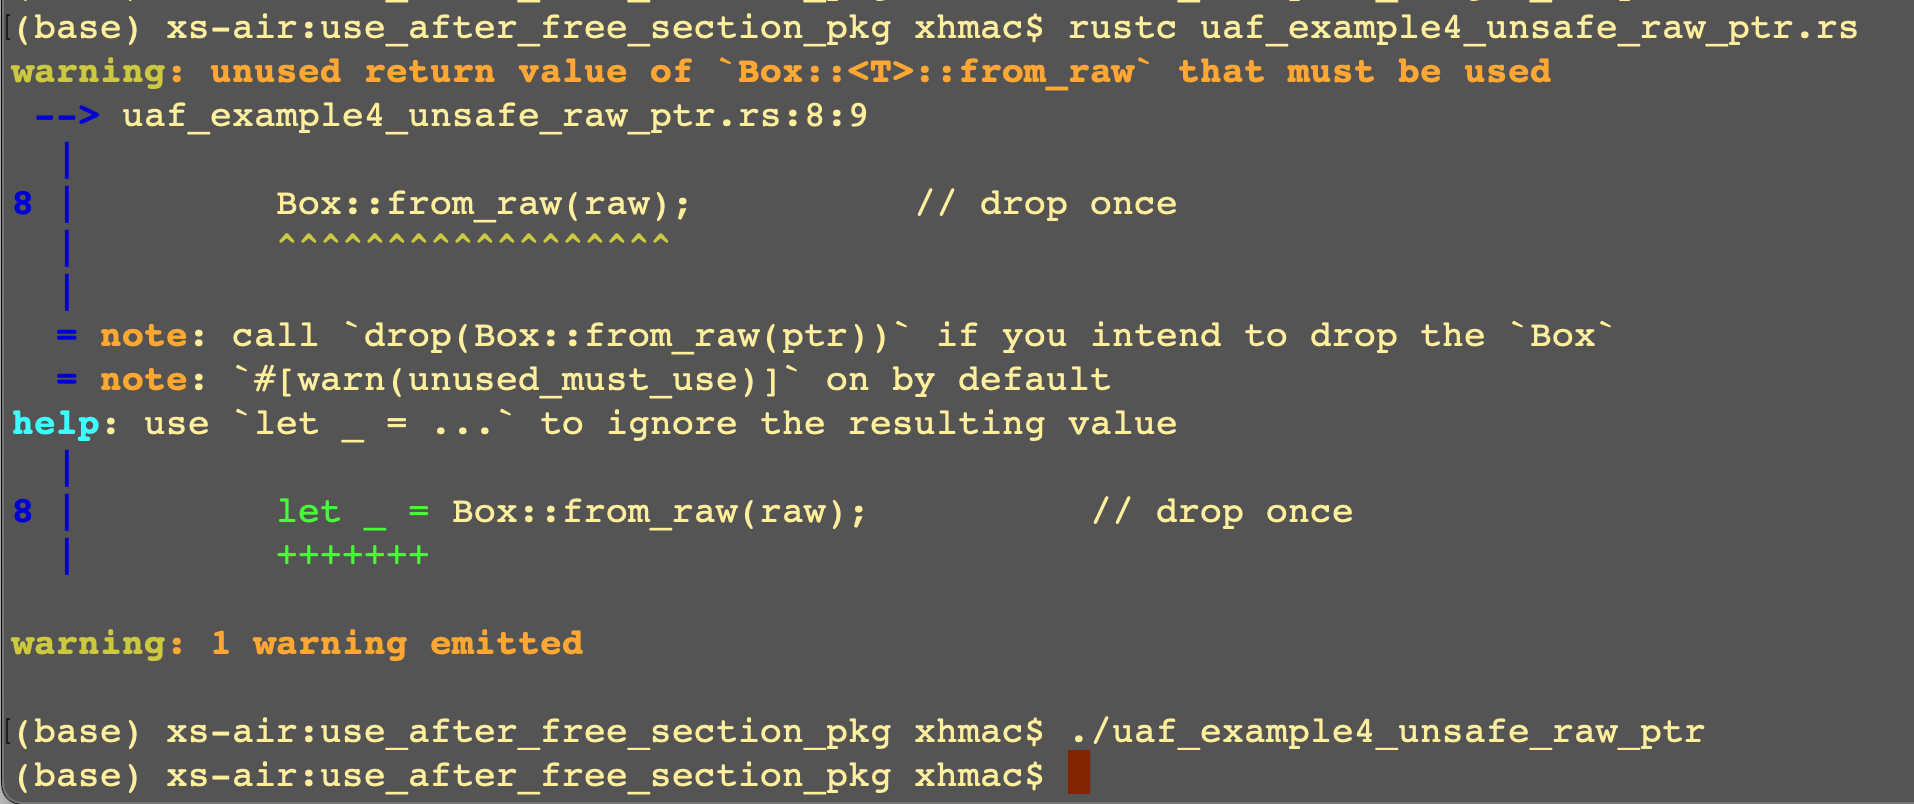 (base) xs-air:use_after_free_section_pkg xhmac$ rustc uaf_example4_unsafe_raw_ptr.rs
warning: unused return value of `Box::<T>::from_raw` that must be used
 --> uaf_example4_unsafe_raw_ptr.rs:8:9
  |
8 |         Box::from_raw(raw);          // drop once
  |         ^^^^^^^^^^^^^^^^^^
  |
  = note: call `drop(Box::from_raw(ptr))` if you intend to drop the `Box`
  = note: `#[warn(unused_must_use)]` on by default
help: use `let _ = ...` to ignore the resulting value
  |
8 |         let _ = Box::from_raw(raw);          // drop once
  |         +++++++
warning: 1 warning emitted
(base) xs-air:use_after_free_section_pkg xhmac$ ./uaf_example4_unsafe_raw_ptr
(base) xs-air:use_after_free_section_pkg xhmac$